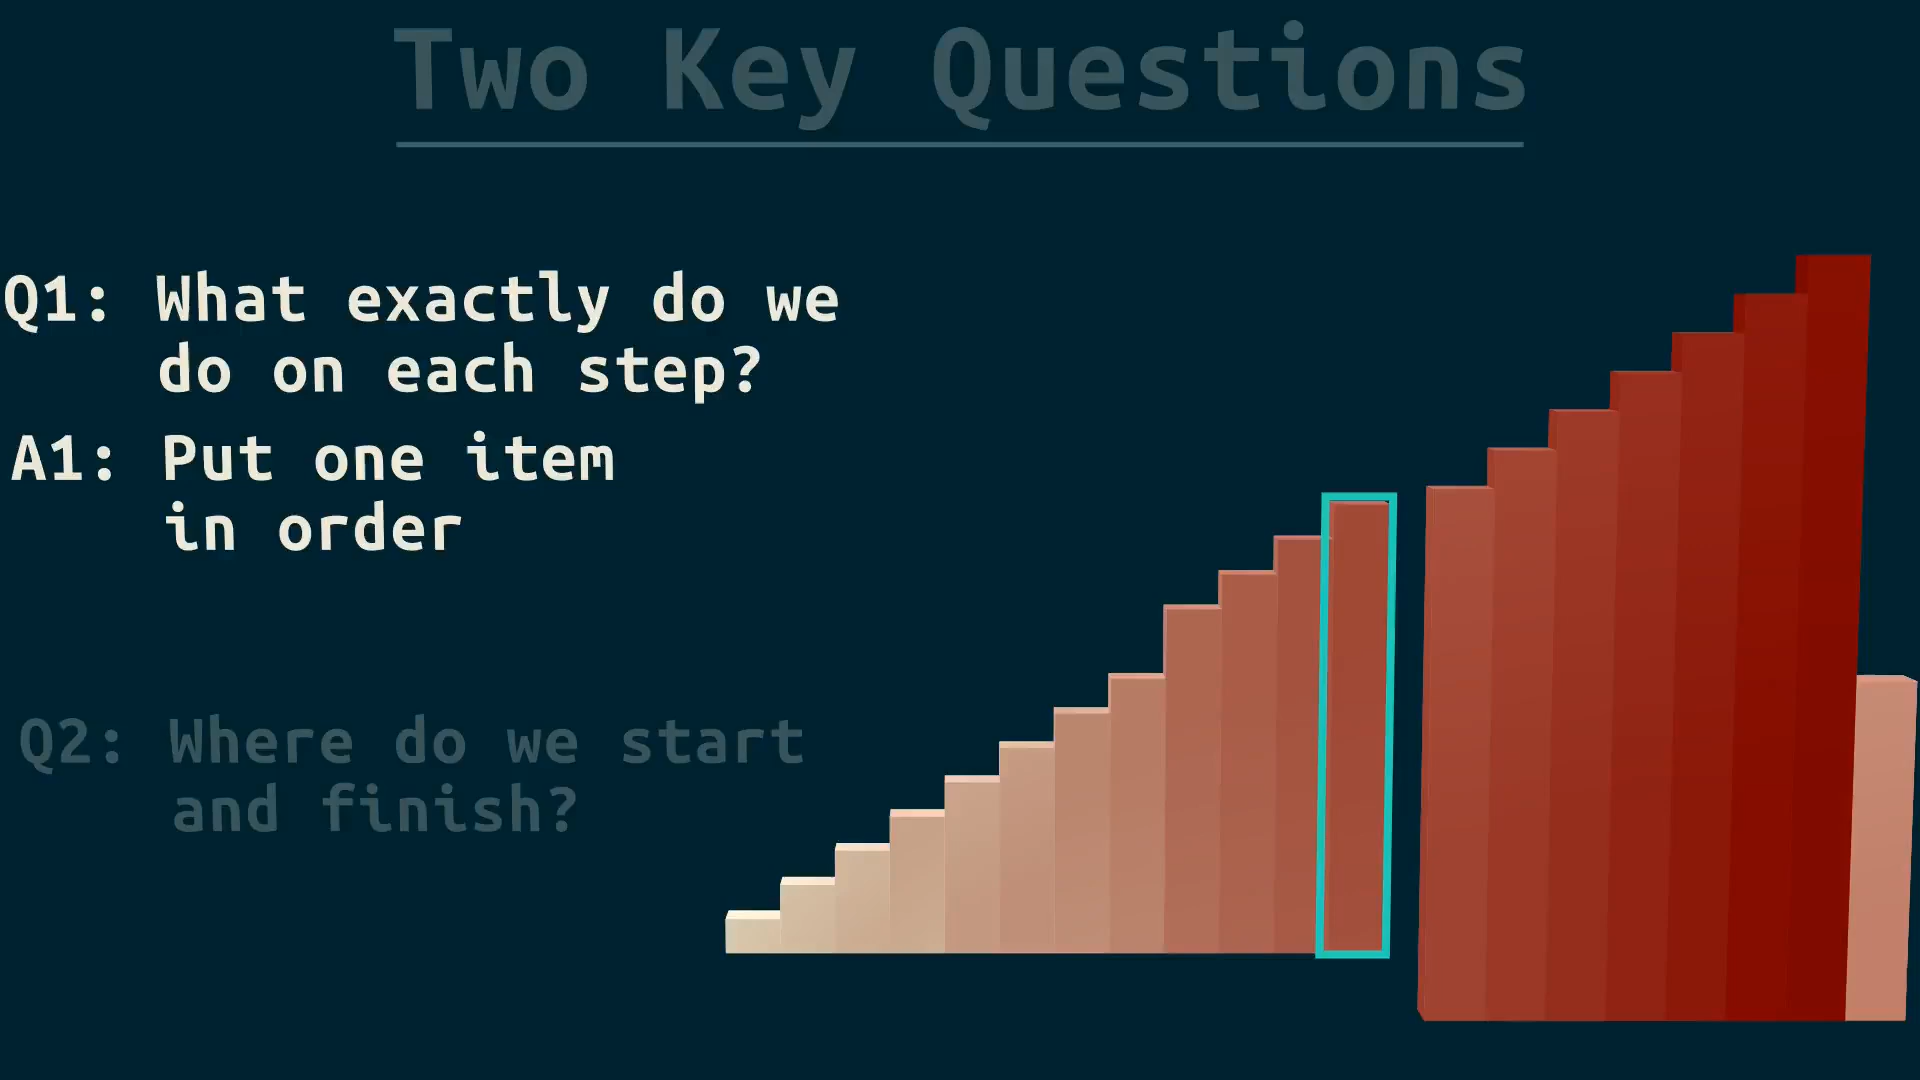 Two Key Questions
Q1: What exactly do we
do on each step?
A1: Put one item
in order
Q2: Where do we start
and finish?